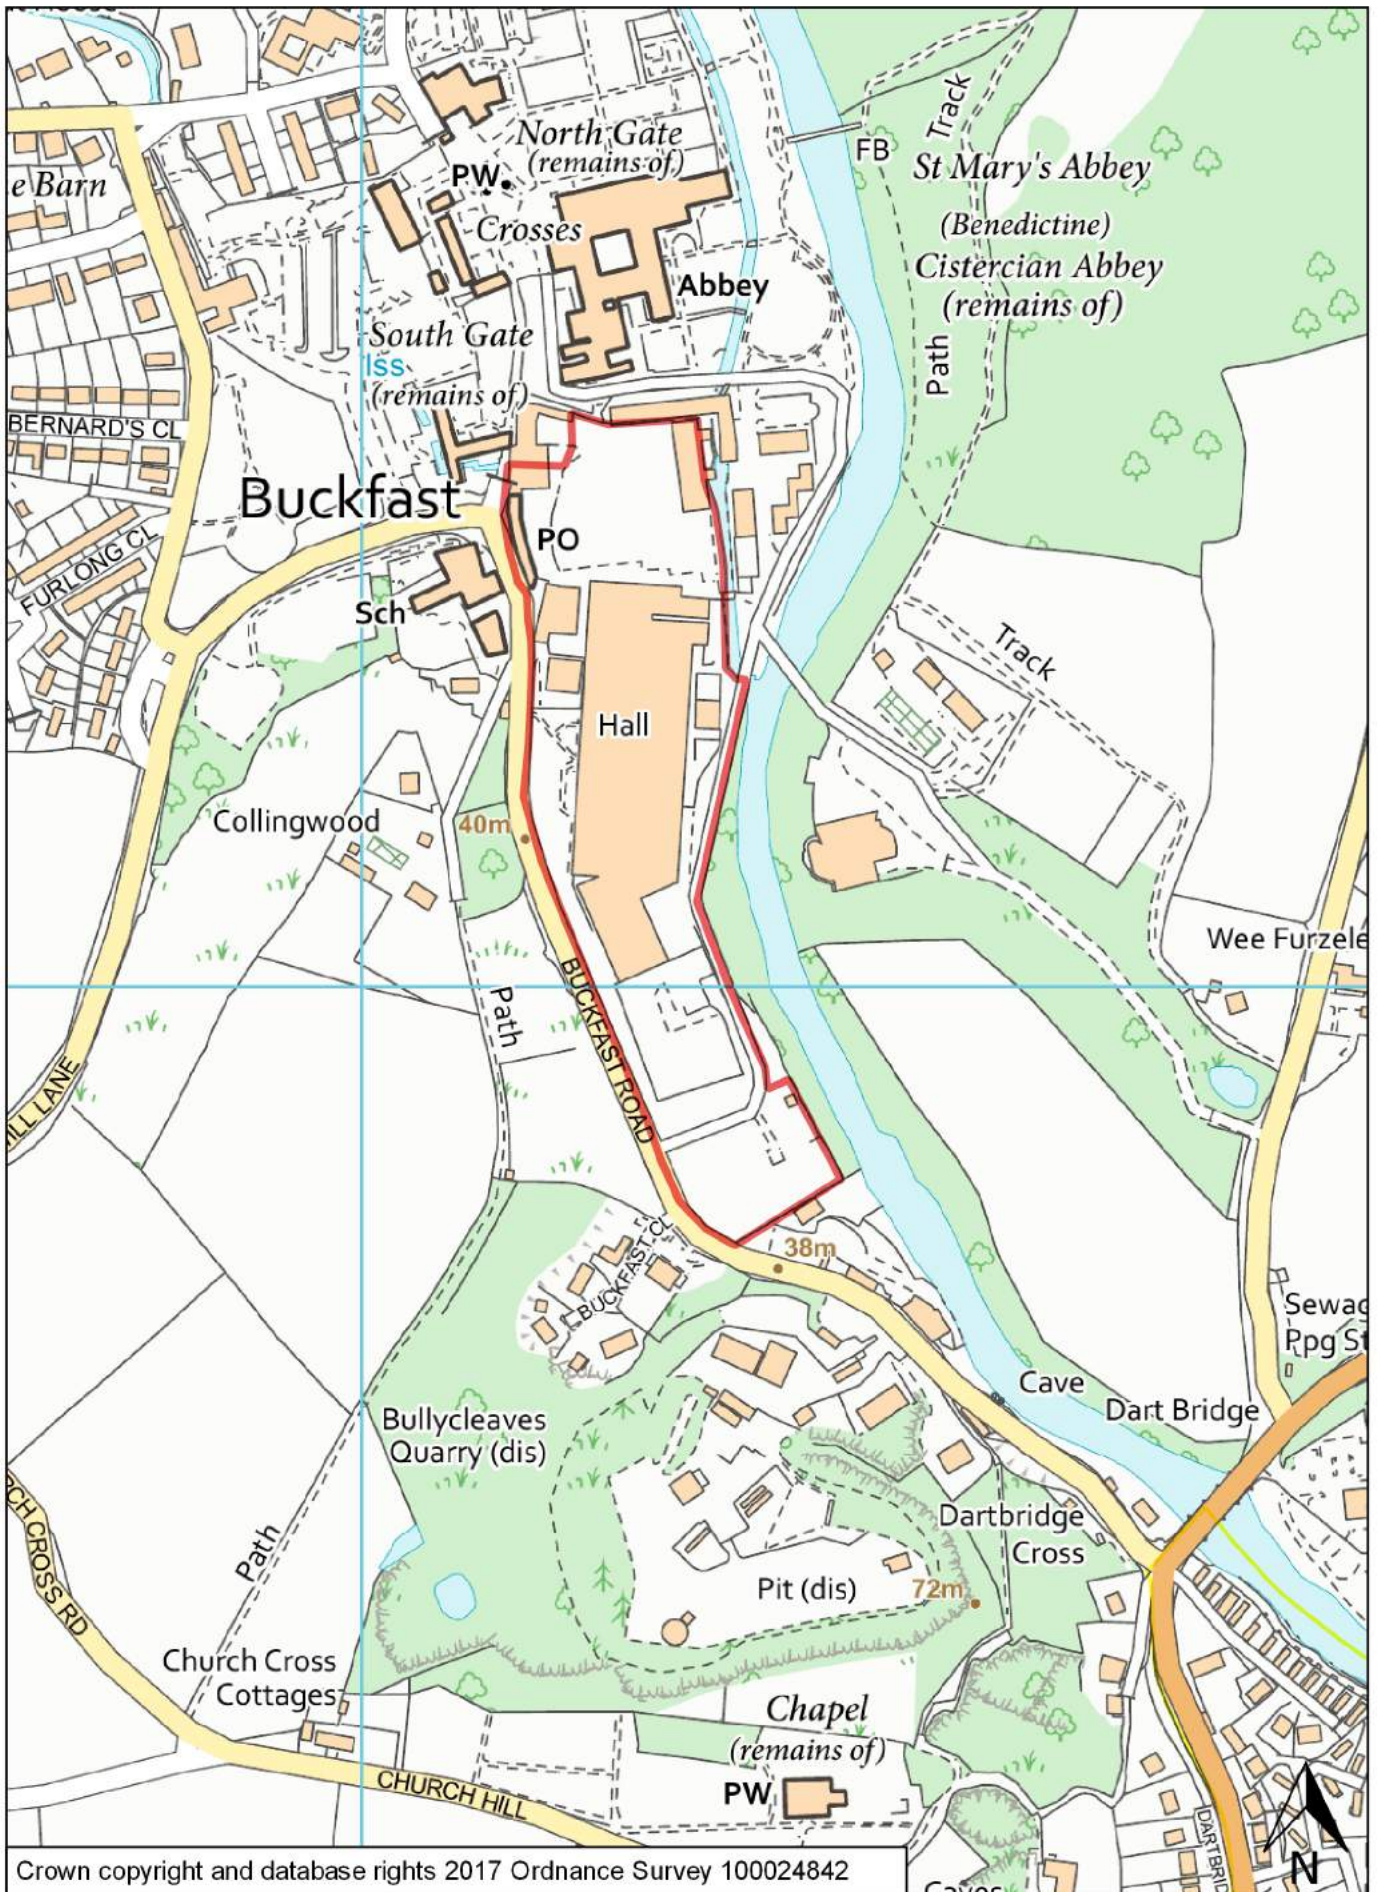 North Gate
(remains of)
PW
Crosses
FB
Track
St Mary's Abbey
(Benedictine)
Cistercian Abbey
(remains of)
e Barn
Abbey
South Gate
Iss
(remains of)
Path
BERNARD'S CL
Buckfast
PO
FURLONG CL
Sch
Track
Hall
Collingwood
40m
Wee Furzele
BUCKFAST ROAD
Path
ILL LANE
BUCKFAST CL
38m
Sewag
Ppg St
Cave
Dart Bridge
Bullycleaves
Quarry (dis)
Dartbridge
Cross
RCH CROSS RD
Path
Pit (dis)
72m
Church Cross
Cottages
Chapel
(remains of)
PW
CHURCH HILL
DARTBRID
N
Crown copyright and database rights 2017 Ordnance Survey 100024842
Caves